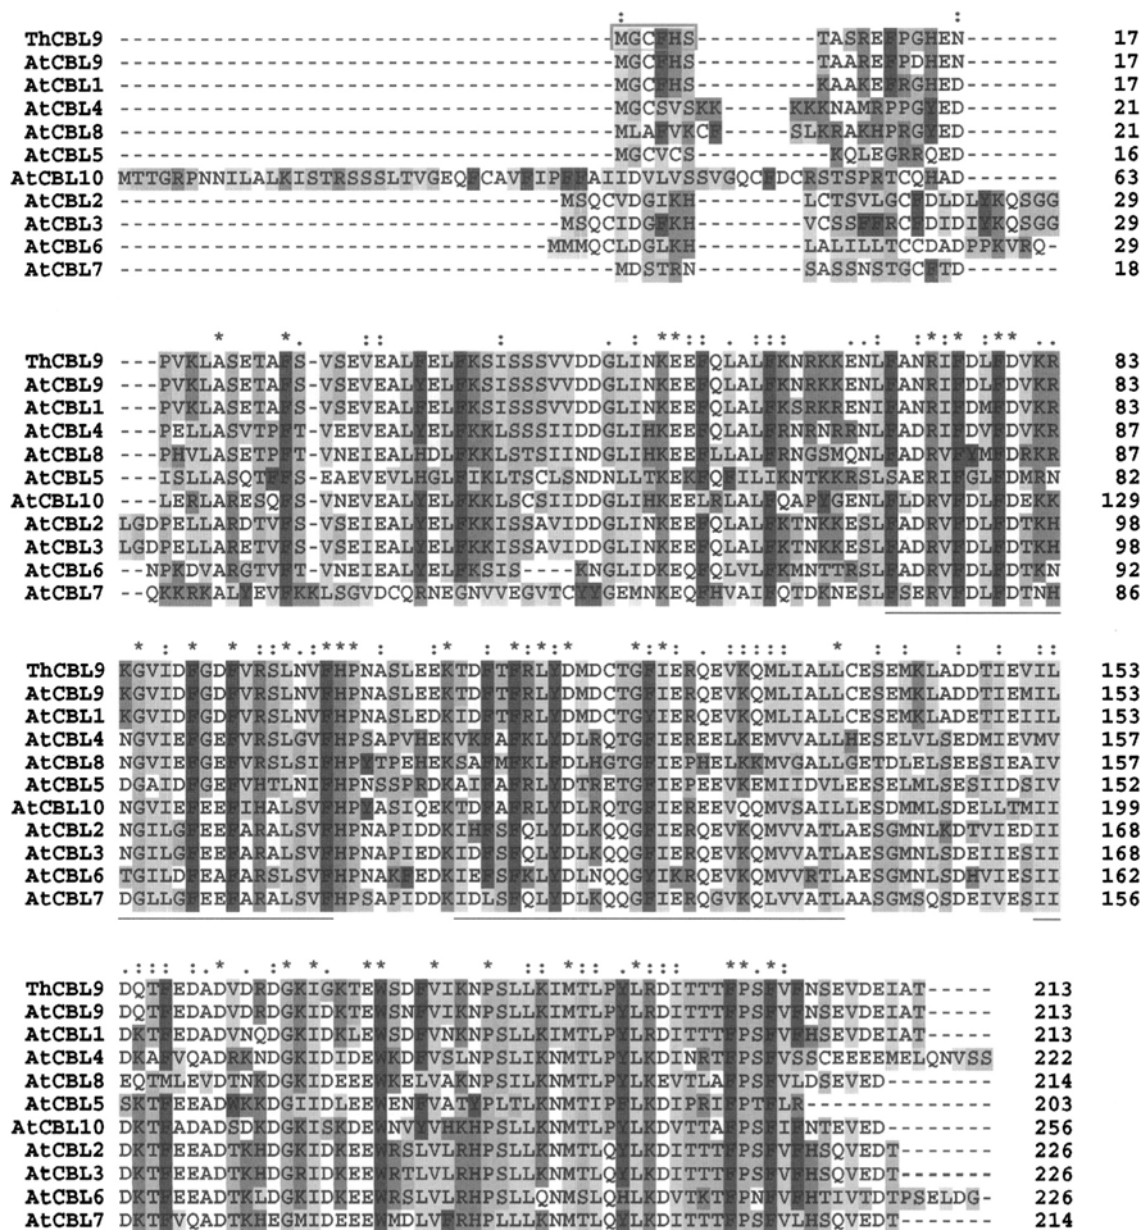 : :
ThCBL9 -------------------------------------MGCFHS---------TASREFPGHEN------- 17
AtCBL9 -------------------------------------MGCFHS---------TAAREFPDHEN------- 17
AtCBL1 -------------------------------------MGCFHS---------KAAKEFRGHED------- 17
AtCBL4 -------------------------------------MGCSVSKK-----KKKNAMRPPGYED------- 21
AtCBL8 -------------------------------------MLAFVKCF-----SLKRAKHPRGYED------- 21
AtCBL5 -------------------------------------MGCVCS----------KQLEGRRQED------- 16
AtCBL10 MTTGRPNNILALKISTRSSSLTVGEQFCAVFIPFFAIIDVLVSSVGQCFDCRSTSPRTCQHAD------- 63
AtCBL2 ---------------------------------MSQCVDGIKH--------LCTSVLGCFDLDLYKQSGG 29
AtCBL3 ---------------------------------MSQCIDGFKH--------VCSSFFRCFDIDIYKQSGG 29
AtCBL6 --------------------------------MMMQCLDGLKH--------LALILLTCCDADPPKVRQ- 29
AtCBL7 -------------------------------------MDSTRN--------SASSNSTGCFTD------- 18
* *. :: : . : **:: . ::: ..: *:* :** ..
ThCBL9 ---PVKLASETAFS-VSEVEALFELFKSISSSVVDDGLINKEEFQLALFKNRKKENLFANRIFDLFDVKR 83
AtCBL9 ---PVKLASETAFS-VSEVEALFELFKSISSSVVDDGLINKEEFQLALFKNRKKENLFANRIFDLFDVKR 83
AtCBL1 ---PVKLASETAFS-VSEVEALFELFKSISSSVVDDGLINKEEFQLALFKSRKRENIFANRIFDMFDVKR 83
AtCBL4 ---PELLASVTPFT-VEEVEALYELFKKLSSSIIDDGLIHKEEFQLALFRNRNRRNLFADRIFDVFDVKR 87
AtCBL8 ---PHVLASETPFT-VNEIEALHDLFKKLSTSIINDGLIHKEEFLLALFRNGSMQNLFADRVFYMFDRKR 87
AtCBL5 ---ISLLASQTFFS-EAEVEVLHGLFIKLTSCLSNDNLLTKEKFQFILIKNTKKRSLSAERIFGLFDMRN 82
AtCBL10 ---LERLARESQFS-VNEVEALYELFKKLSCSIIDDGLIHKEELRLALFQAPYGENLFLDRVFDLFDEKK 129
AtCBL2 LGDPELLARDTVFS-VSEIEALYELFKKISSAVIDDGLINKEEFQLALFKTNKKESLFADRVFDLFDTKH 98
AtCBL3 LGDPELLARETVFS-VSEIEALYELFKKISSAVIDDGLINKEEFQLALFKTNKKESLFADRVFDLFDTKH 98
AtCBL6 --NPKDVARGTVFT-VNEIEALYELFKSIS----KNGLIDKEQFQLVLFKMNTTRSLFADRVFDLFDTKN 92
AtCBL7 --QKKRKALYEVFKKLSGVDCQRNEGNVVEGVTCYYGEMNKEQFHVAIFQTDKNESLFSERVFDLFDTNH 86
* : * * ::*.:*** * :: *:*:* *:*: . :::: * . : : ::
ThCBL9 KGVIDFGDFVRSLNVFHPNASLEEKTDFTFRLYDMDCTGFIERQEVKQMLIALLCESEMKLADDTIEVIL 153
AtCBL9 KGVIDFGDFVRSLNVFHPNASLEEKTDFTFRLYDMDCTGFIERQEVKQMLIALLCESEMKLADDTIEMIL 153
AtCBL1 KGVIDFGDFVRSLNVFHPNASLEDKIDFTFRLYDMDCTGYIERQEVKQMLIALLCESEMKLADETIEIIL 153
AtCBL4 NGVIEFGEFVRSLGVFHPSAPVHEKVKFAFKLYDLRQTGFIEREELKEMVVALLHESELVLSEDMIEVMV 157
AtCBL8 NGVIEFGEFVRSLSIFHPYTPEHEKSAFMFKLFDLHGTGFIEPHELKKMVGALLGETDLELSEESIEAIV 157
AtCBL5 DGAIDFGEFVHTLNIFHPNSSPRDKAIFAFRLYDTRETGFIEPEEVKEMIIDVLEESELMLSESIIDSIV 152
AtCBL10 NGVIEFEEFIHALSVFHPYASIQEKTDFAFRLYDLRQTGFIEREEVQQMVSAILLESDMMLSDELLTMII 199
AtCBL2 NGILGFEEFARALSVFHPNAPIDDKIHFSFQLYDLKQQGFIERQEVKQMVVATLAESGMNLKDTVIEDII 168
AtCBL3 NGILGFEEFARALSVFHPNAPIEDKIDFSFQLYDLKQQGFIERQEVKQMVVATLAESGMNLSDEIIESII 168
AtCBL6 TGILDFEAFARSLSVFHPNAKFEDKIEFSFKLYDLNQQGYIKRQEVKQMVVRTLAESGMNLSDHVIESII 162
AtCBL7 DGLLGFEEFARALSVFHPSAPIDDKIDLSFQLYDLKQQGFIERQGVKQLVVATLAASGMSQSDEIVESII 156
.::: .:.* . :* *. ** * * :: *:: .*::: **.*:
ThCBL9 DQTFEDADVDRDGKIGKTEWSDFVIKNPSLLKIMTLPYLRDITTTFPSFVFNSEVDEIAT----- 213
AtCBL9 DQTFEDADVDRDGKIDKTEWSNFVIKNPSLLKIMTLPYLRDITTTFPSFVFNSEVDEIAT----- 213
AtCBL1 DKTFEDADVNQDGKIDKLEWSDFVNKNPSLLKIMTLPYLRDITTTFPSFVFHSEVDEIAT----- 213
AtCBL4 DKAFVQADRKNDGKIDIDEWKDFVSLNPSLIKNMTLPYLKDINRTFPSFVSSCEEEEMELQNVSS 222
AtCBL8 EQTMLEVDTNKDGKIDEEEWKELVAKNPSILKNMTLPYLKEVTLAFPSFVLDSEVED-------- 214
AtCBL5 SKTFEEADWKKDGIIDLEEWENFVATYPLTLKNMTIPFLKDIPRIFPTFLR-------------- 203
AtCBL10 DKTFADADSDKDGKISKDEWNVYVHKHPSLLKNMTLPYLKDVTTAFPSFIFNTEVED-------- 256
AtCBL2 DKTFEEADTKHDGKIDKEEWRSLVLRHPSLLKNMTLQYLKDITTTFPSFVFHSQVEDT------- 226
AtCBL3 DKTFEEADTKHDGRIDKEEWRTLVLRHPSLLKNMTLQYLKDITTTFPSFVFHSQVEDT------- 226
AtCBL6 DKTFEEADTKLDGKIDKEEWRSLVLRHPSLLQNMSLQHLKDVTKTFPNFVFHTIVTDTPSELDG- 226
AtCBL7 DKTFVQADTKHEGMIDEEEWMDLVFRHPLLLKNMTLQYLKDITTTFPSFVLHSQVEDT------- 214